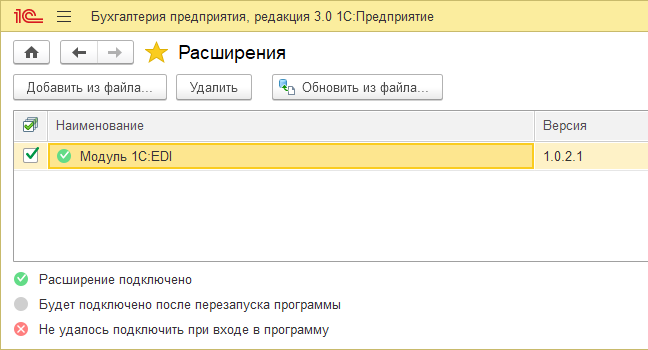 1С Бухгалтерия предприятия, редакция 3.0 1С:Предприятие
Расширения
Добавить из файла... Удалить Обновить из файла...
Наименование Версия
Модуль 1С:EDI 1.0.2.1
Расширение подключено
Будет подключено после перезапуска программы
Не удалось подключить при входе в программу